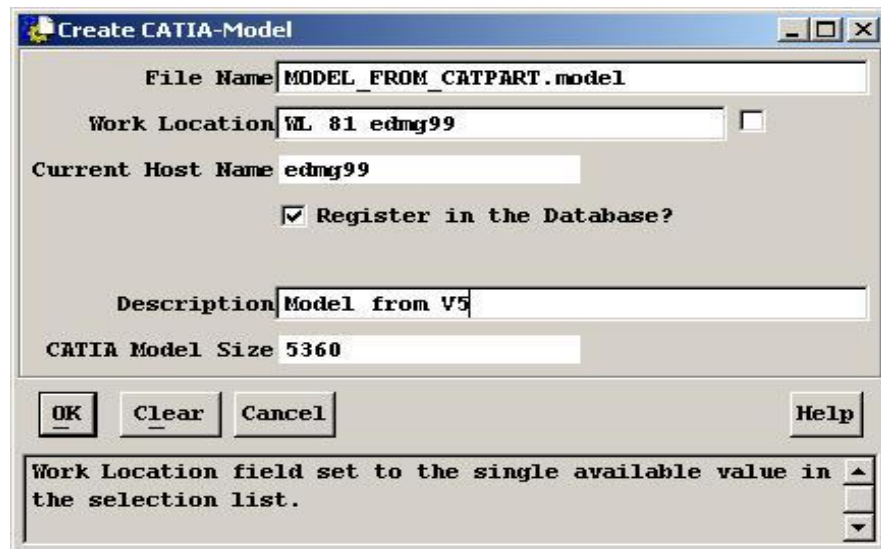 Create CATIA-Model
File Name MODEL_FROM_CATPART.model
Work Location WL 81 edmg99
Current Host Name edmg99
Register in the Database?
Description Model from V5
CATIA Model Size 5360
OK Clear Cancel Help
Work Location field set to the single available value in
the selection list.